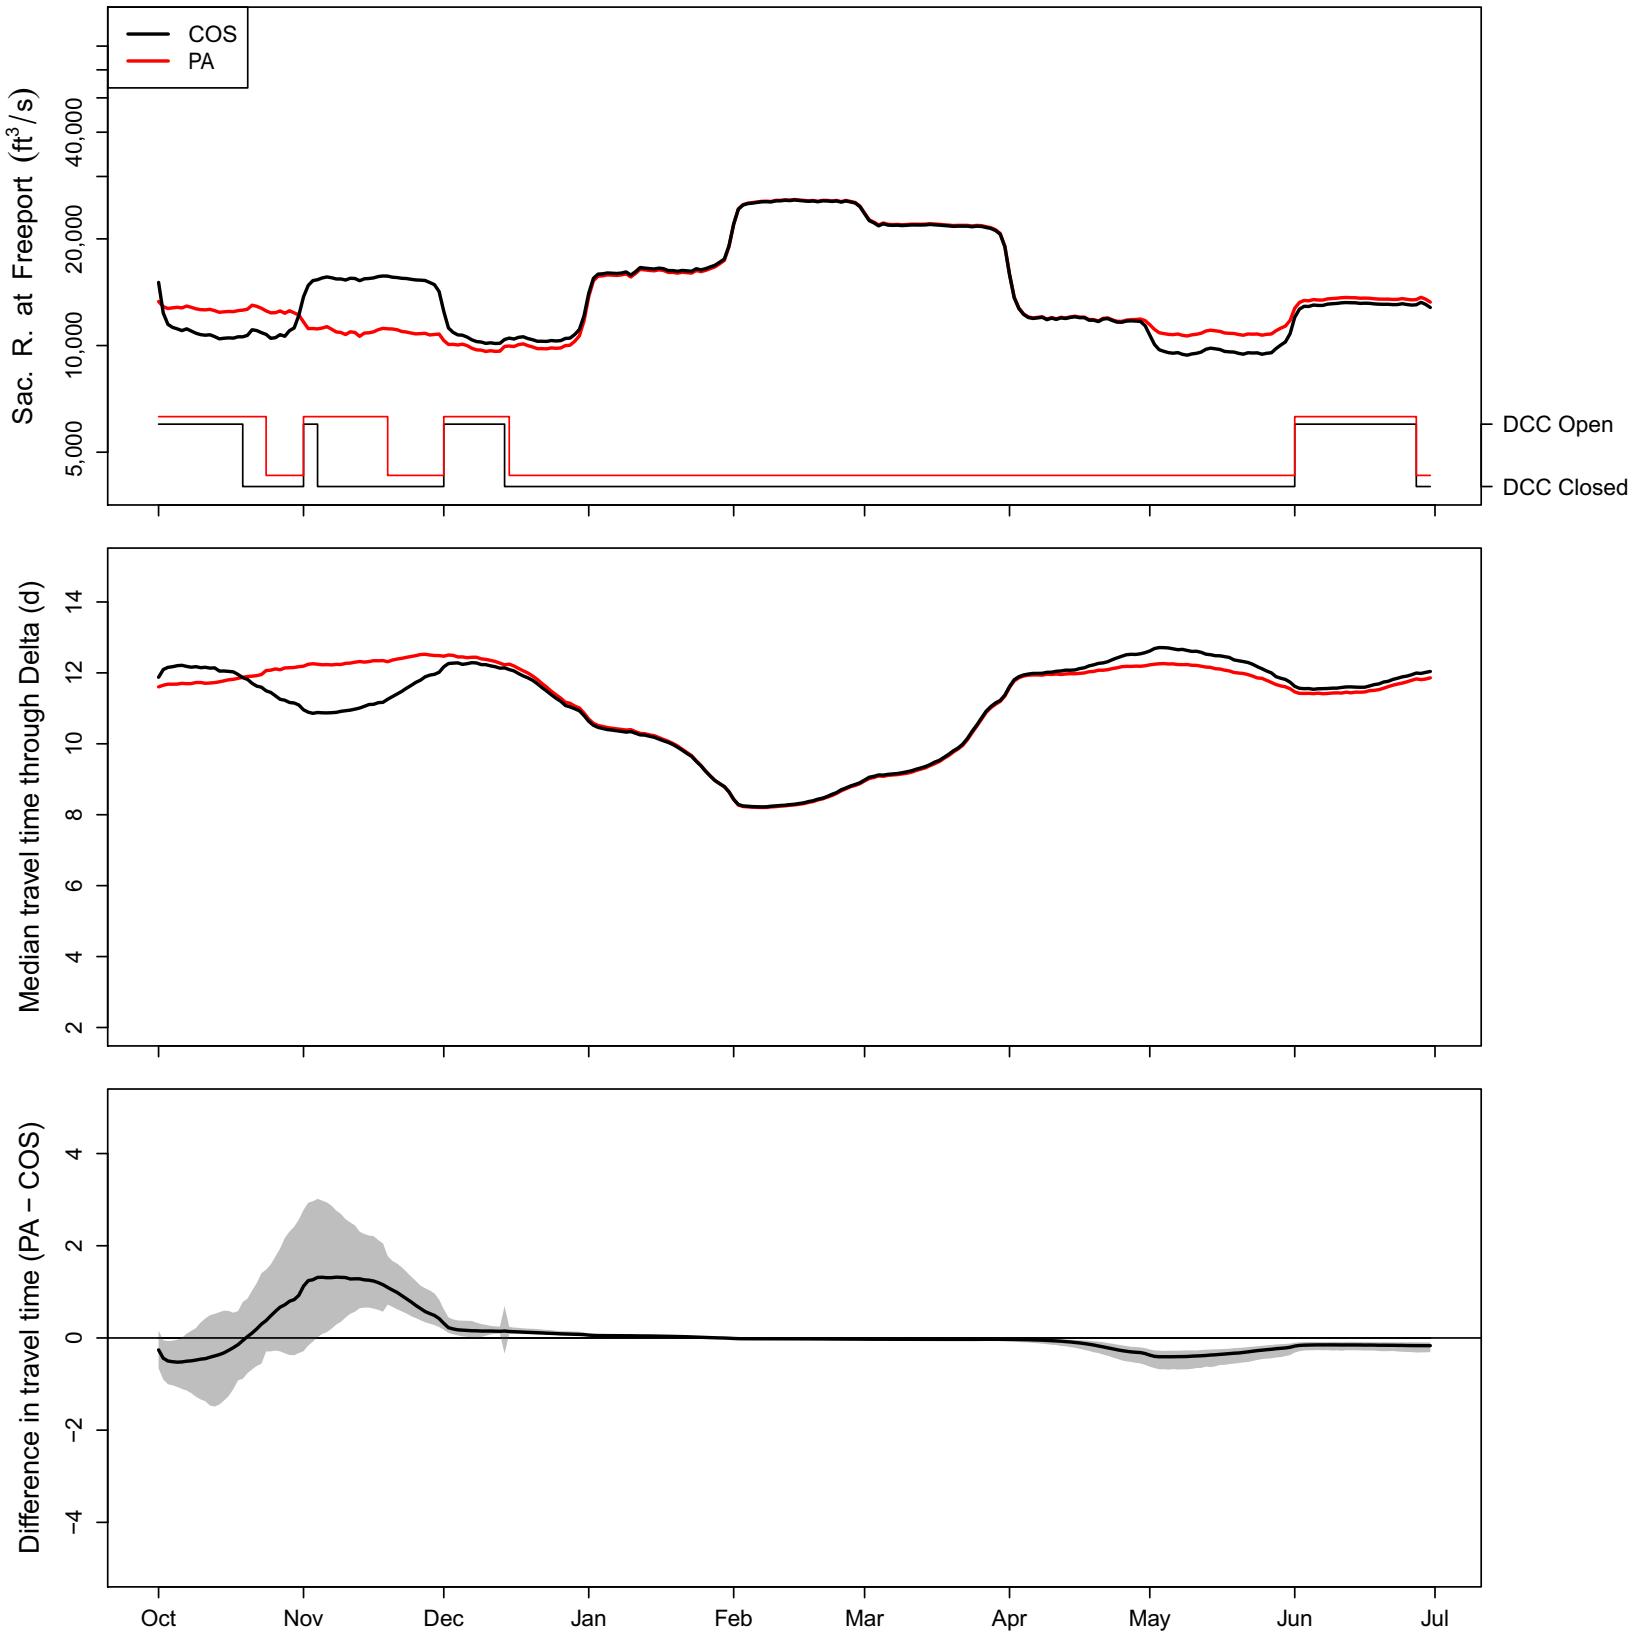 COS
PA
Sac. R. at Freeport (ft³/s)
40,000
20,000
10,000
5,000
DCC Open
DCC Closed
Median travel time through Delta (d)
14
12
10
8
6
4
2
Difference in travel time (PA − COS)
4
2
0
−2
−4
Oct Nov Dec Jan Feb Mar Apr May Jun Jul